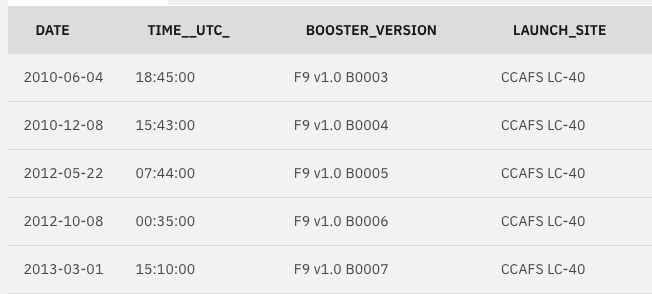 DATE TIME__UTC_ BOOSTER_VERSION LAUNCH_SITE
2010-06-04 18:45:00 F9 v1.0 B0003 CCAFS LC-40
2010-12-08 15:43:00 F9 v1.0 B0004 CCAFS LC-40
2012-05-22 07:44:00 F9 v1.0 B0005 CCAFS LC-40
2012-10-08 00:35:00 F9 v1.0 B0006 CCAFS LC-40
2013-03-01 15:10:00 F9 v1.0 B0007 CCAFS LC-40